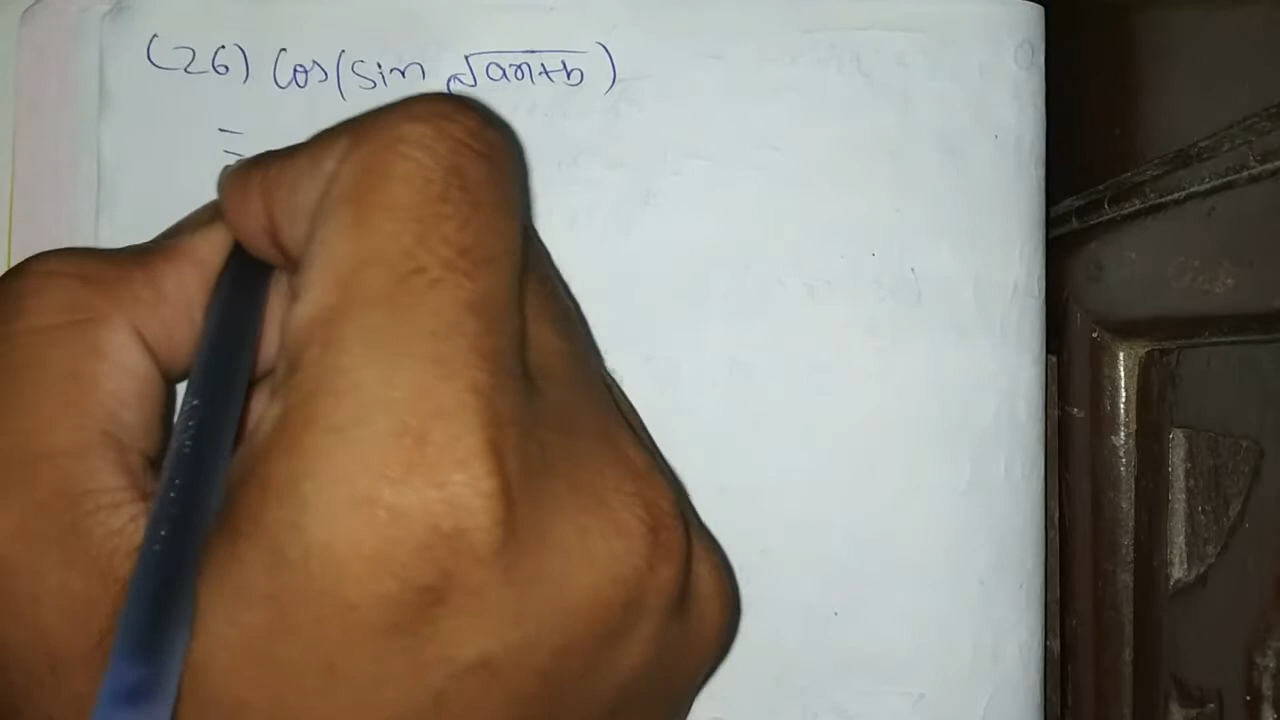 (26) Cos(sin √ax+b)
=